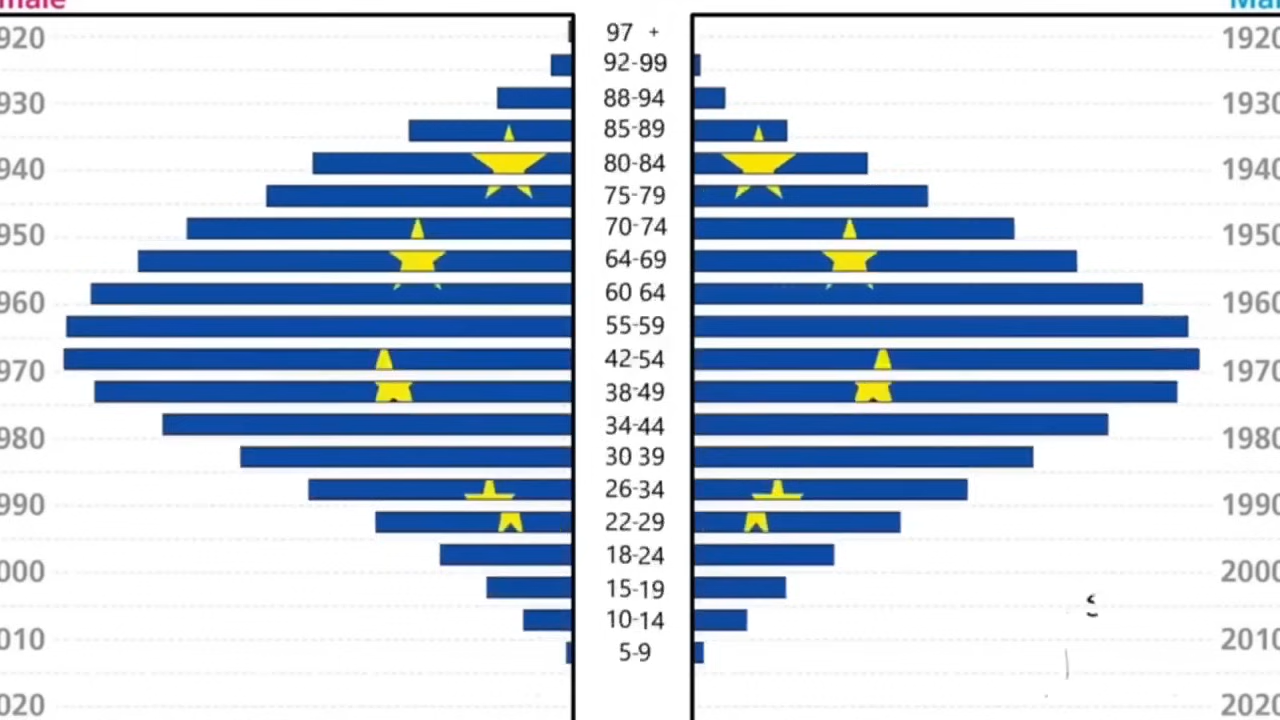 male Mal
920 97 + 1920
92-99
930 88-94 1930
85-89
940 80-84 1940
75-79
950 70-74 1950
64-69
960 60 64 1960
55-59
970 42-54 1970
38-49
980 34-44 1980
30 39
990 26-34 1990
22-29
000 18-24 2000
15-19
010 10-14 2010
5-9
020 2020